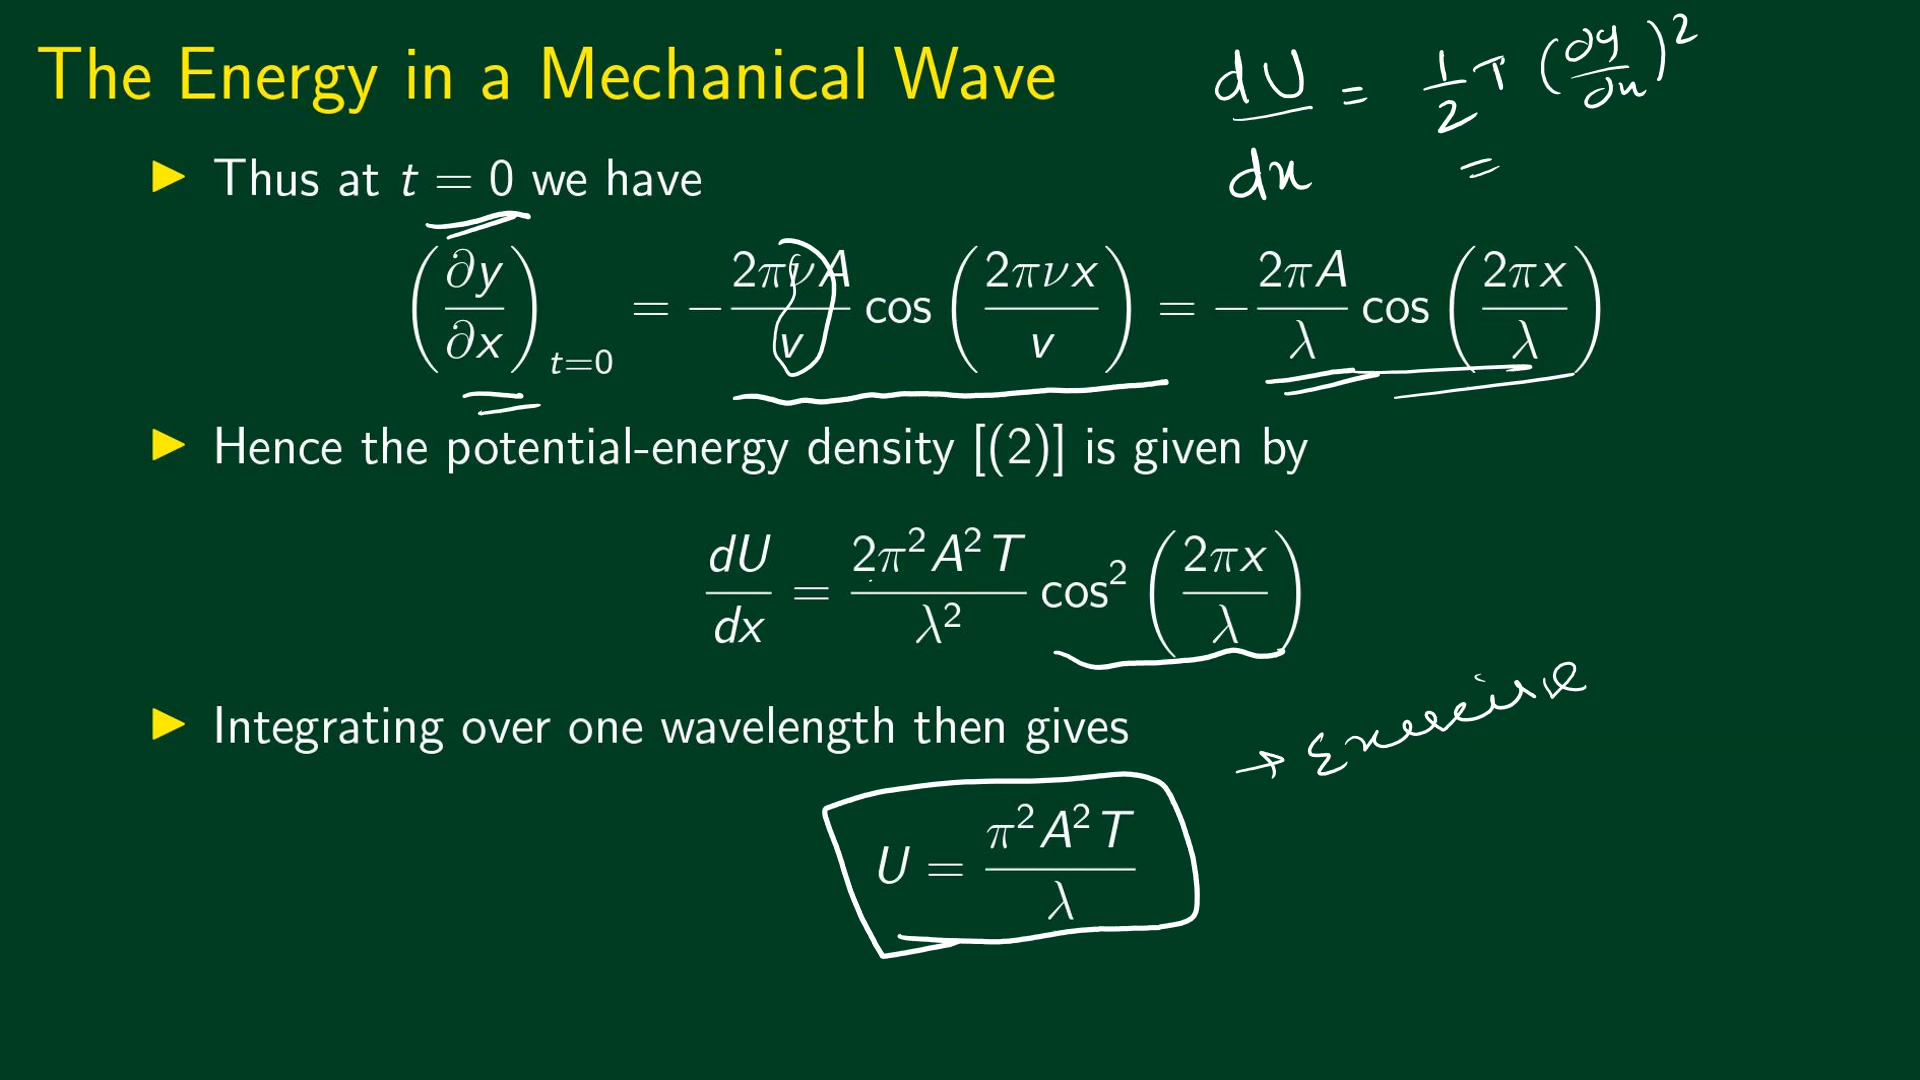 The Energy in a Mechanical Wave
dU/dx = 1/2 T (∂y/∂x)²
=
▶ Thus at t = 0 we have
(∂y/∂x)_{t=0} = − 2πνA/v cos (2πνx/v) = − 2πA/λ cos (2πx/λ)
▶ Hence the potential-energy density [(2)] is given by
dU/dx = 2π²A²T/λ² cos² (2πx/λ)
▶ Integrating over one wavelength then gives
→ Exercise
U = π²A²T/λ